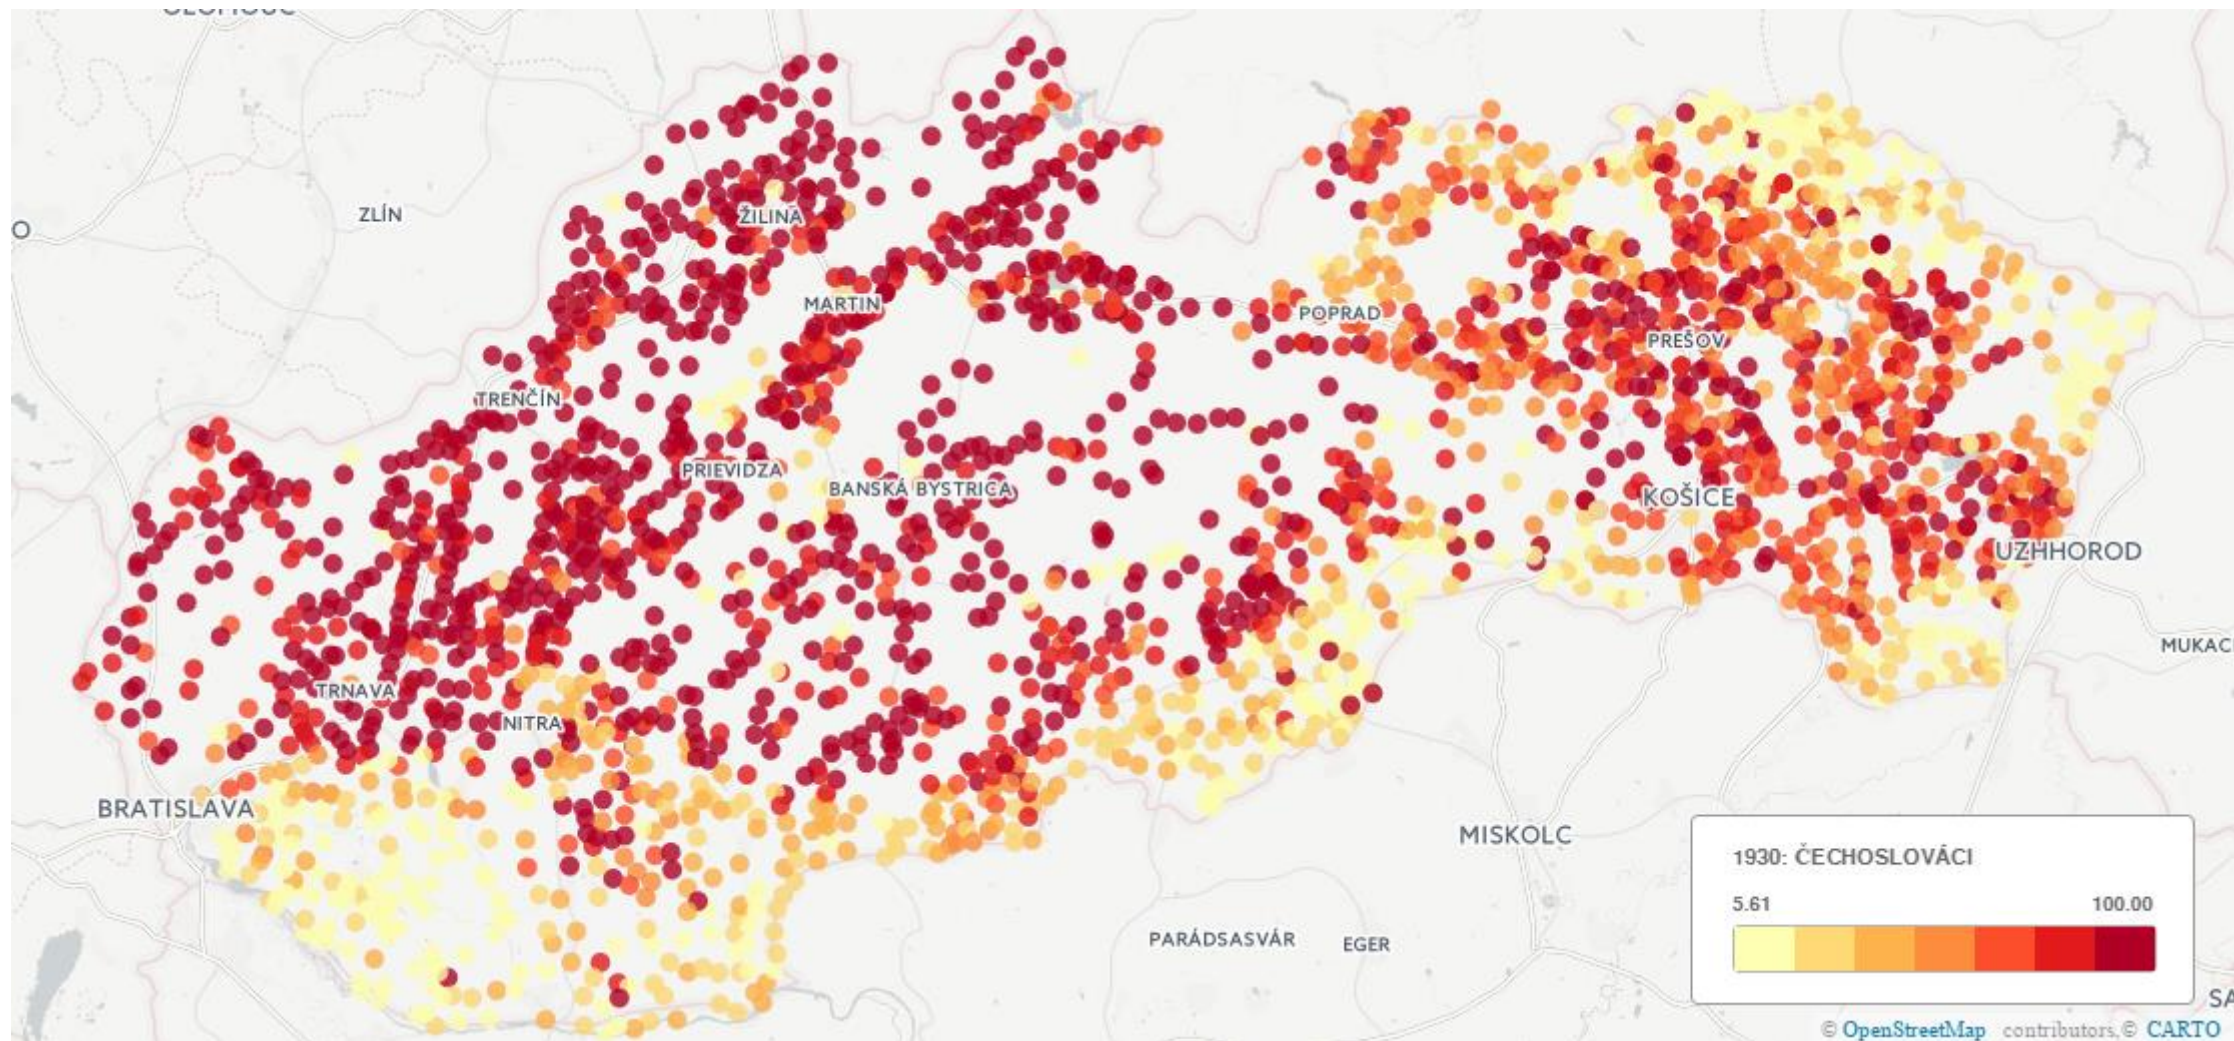 ZLÍN
O
ŽILINA
MARTIN
POPRAD
PREŠOV
TRENČÍN
PRIEVIDZA
BANSKÁ BYSTRICA
KOŠICE
UZHHOROD
MUKAC
TRNAVA
NITRA
BRATISLAVA
MISKOLC
PARÁDSASVÁR
EGER
1930: ČECHOSLOVÁCI
5.61 100.00
SA
© OpenStreetMap contributors, © CARTO